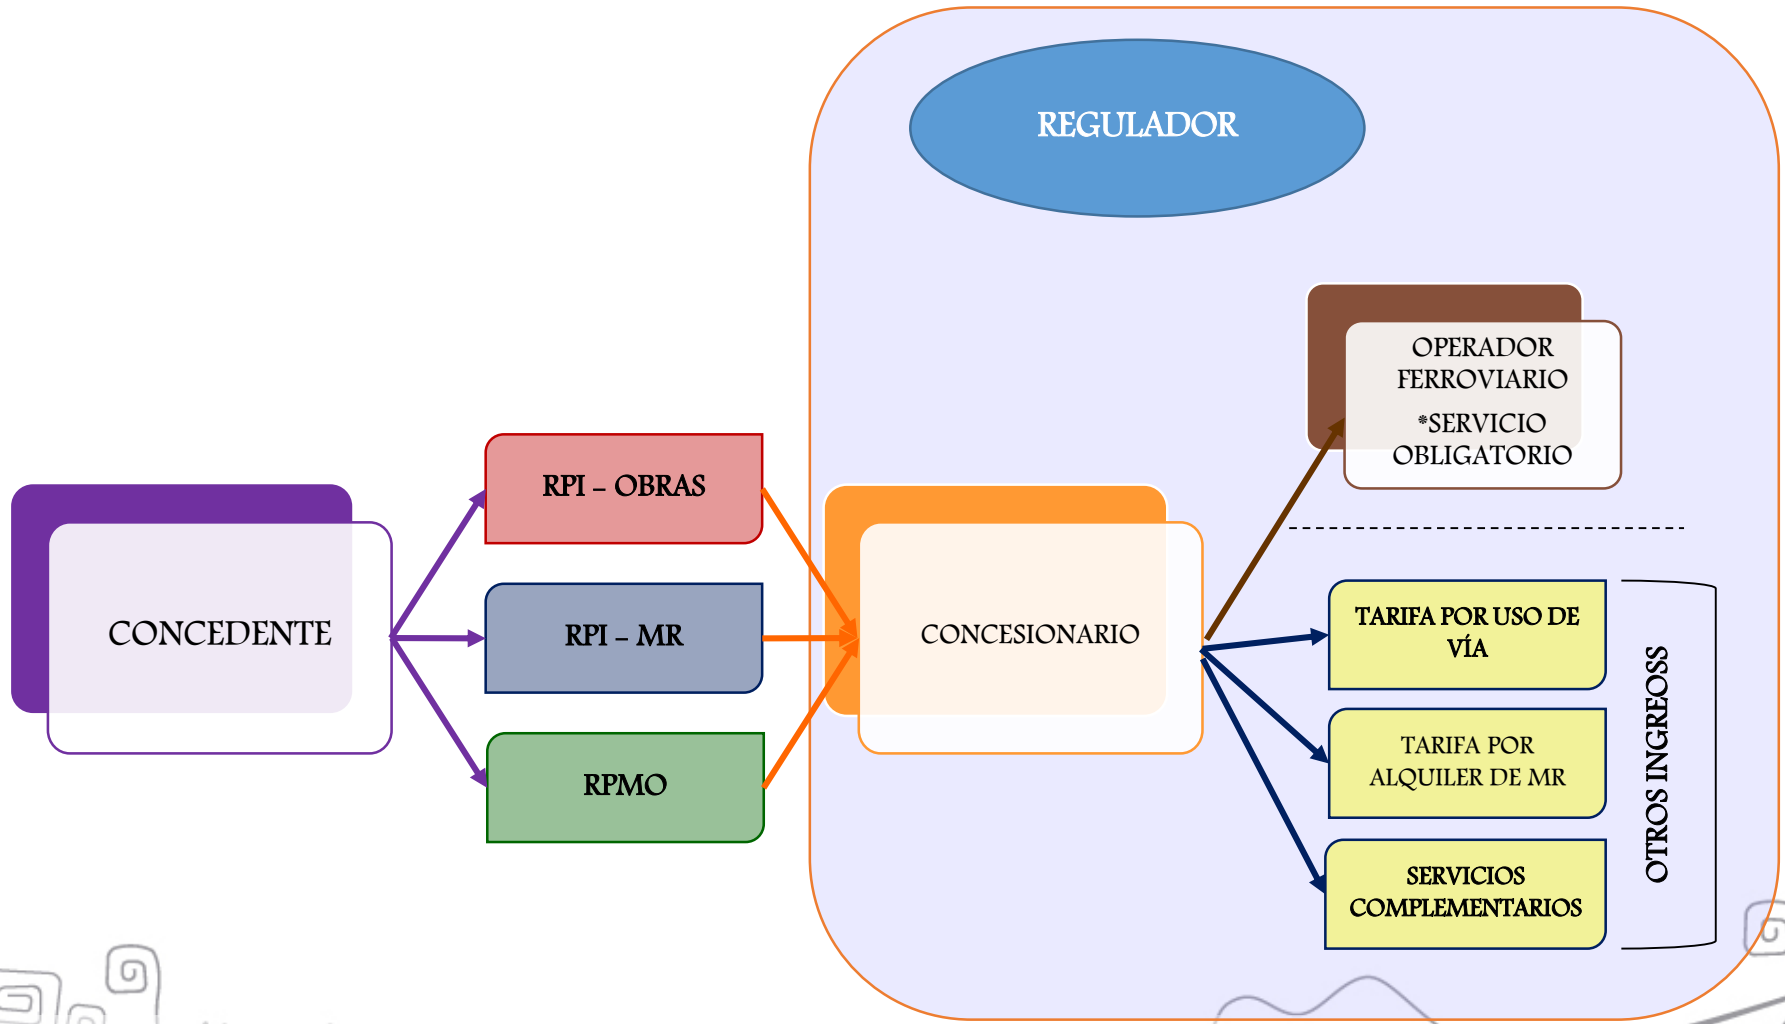 REGULADOR
OPERADOR
FERROVIARIO
*SERVICIO
OBLIGATORIO
RPI – OBRAS
CONCEDENTE
RPI – MR
CONCESIONARIO
RPMO
TARIFA POR USO DE
VÍA
TARIFA POR
ALQUILER DE MR
SERVICIOS
COMPLEMENTARIOS
OTROS INGREOSS